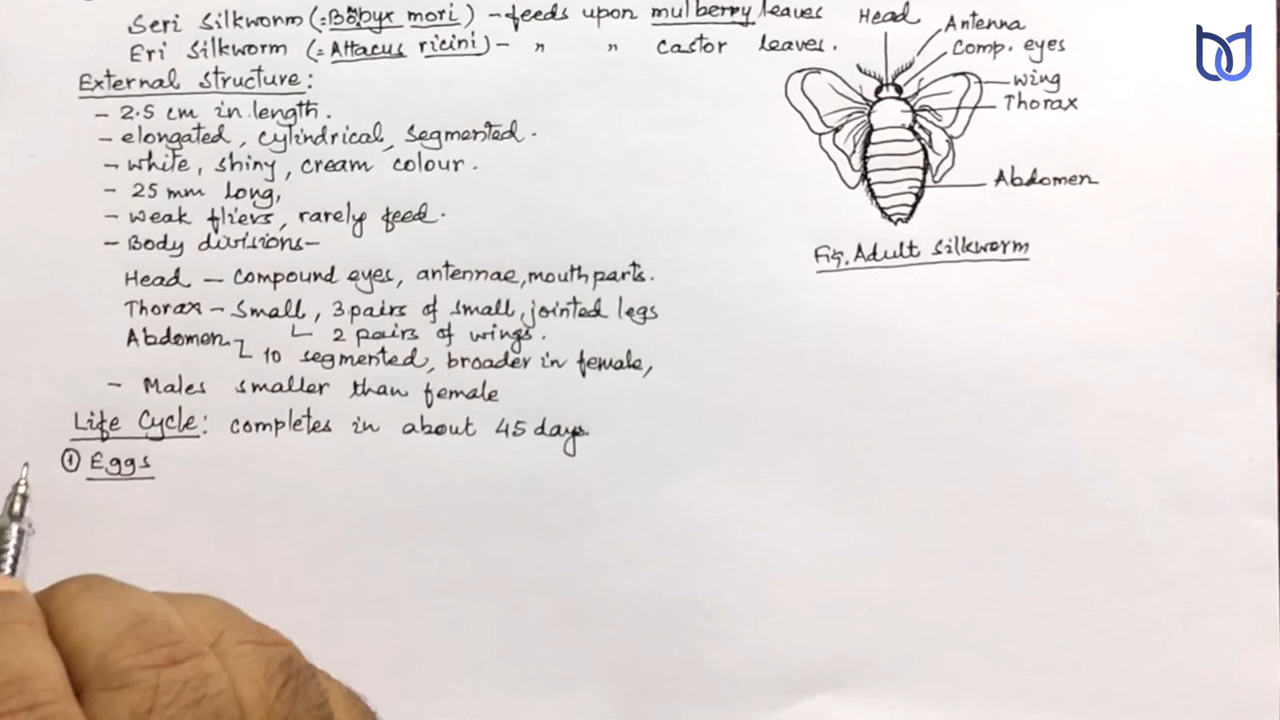 Seri Silkworm (=Bobyx mori) – feeds upon mulberry leaves
Eri Silkworm (=Attacus ricini) – " " castor leaves.
External structure:
- 2.5 cm in length.
- elongated, cylindrical, segmented.
- white, shiny, cream colour.
- 25 mm long,
- weak fliers, rarely feed.
- Body divisions–
Head – compound eyes, antennae, mouth parts.
Thorax – small, 3 pairs of small, jointed legs
2 pairs of wings.
Abdomen
10 segmented, broader in female,
- Males smaller than female
Life Cycle: completes in about 45 days.
① Eggs
Head
Antenna
Comp. eyes
wing
Thorax
Abdomen
Fig. Adult silkworm